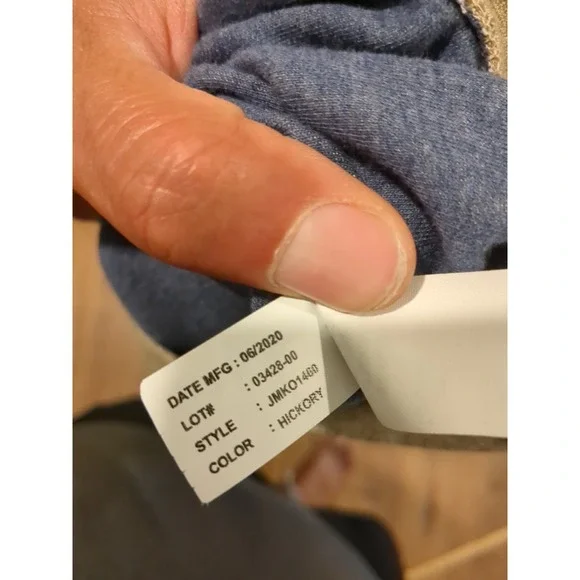 DATE MFG : 06/2020
LOT# : 03428-00
STYLE : JMKO1460
COLOR : HICKORY